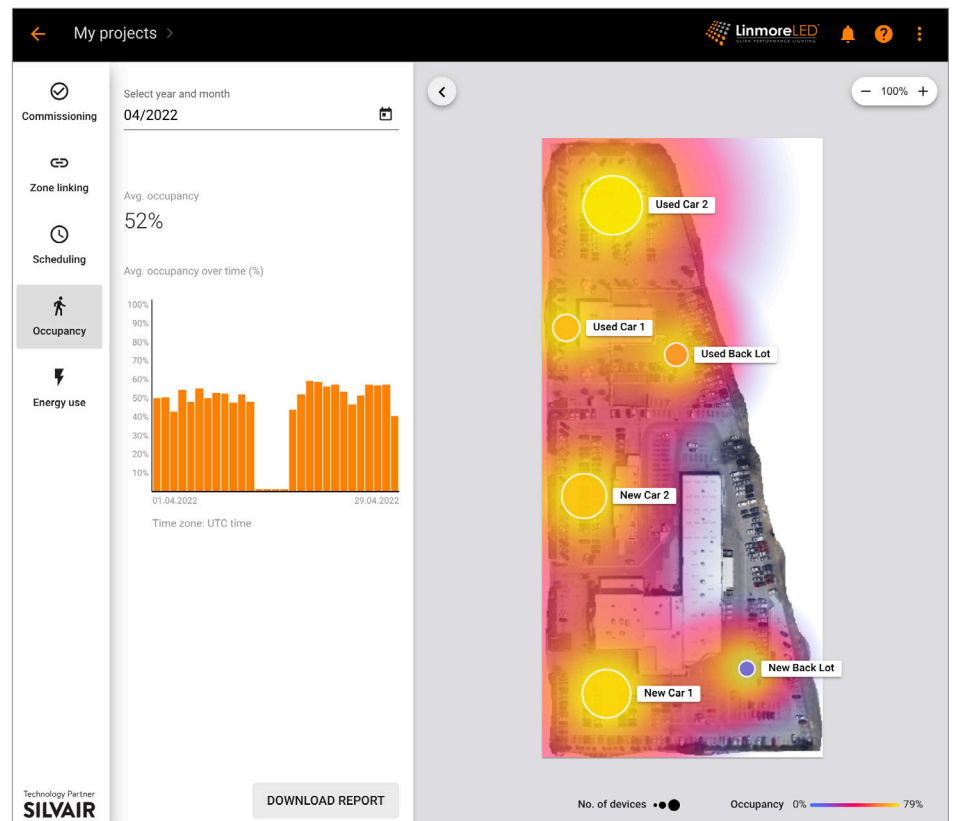 My projects >
LinmoreLED
ULTRA PERFORMANCE LIGHTING
Commissioning
Zone linking
Scheduling
Occupancy
Energy use
Technology Partner
SILVAIR
Select year and month
04/2022
Avg. occupancy
52%
Avg. occupancy over time (%)
100%
90%
80%
70%
60%
50%
40%
30%
20%
10%
01.04.2022 29.04.2022
Time zone: UTC time
DOWNLOAD REPORT
− 100% +
Used Car 2
Used Car 1
Used Back Lot
New Car 2
New Back Lot
New Car 1
No. of devices
Occupancy 0% 79%